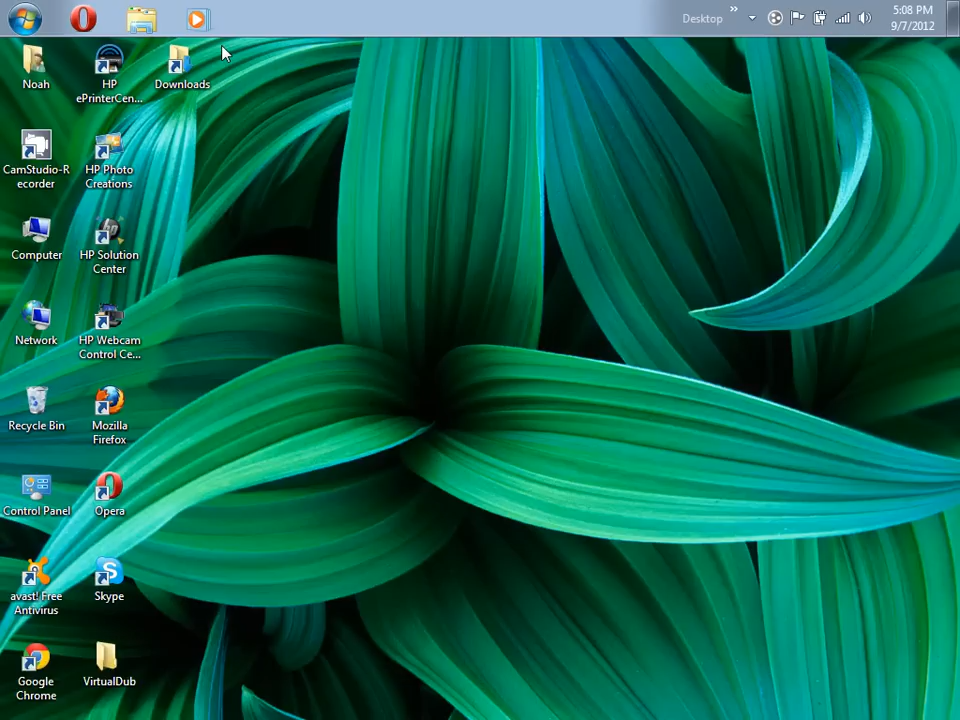 Desktop
»
5:08 PM
9/7/2012
Noah
HP
ePrinterCen...
Downloads
CamStudio-R
ecorder
HP Photo
Creations
Computer
HP Solution
Center
Network
HP Webcam
Control Ce...
Recycle Bin
Mozilla
Firefox
Control Panel
Opera
avast! Free
Antivirus
Skype
Google
Chrome
VirtualDub